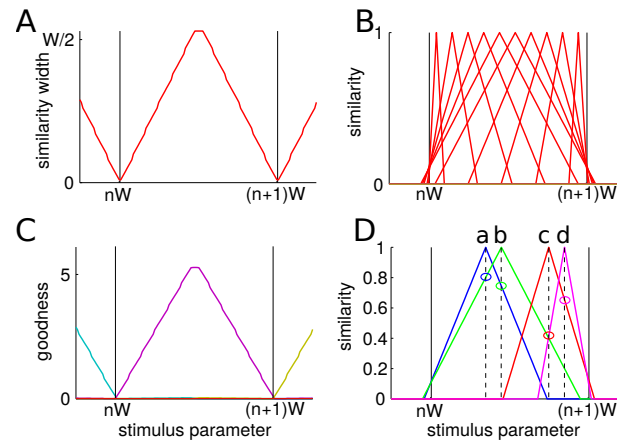 A
W/2
similarity width
0
nW
(n+1)W
B
1
similarity
0
nW
(n+1)W
C
5
goodness
0
nW
(n+1)W
stimulus parameter
D
a b c d
1
0.8
0.6
0.4
0.2
0
similarity
nW
(n+1)W
stimulus parameter